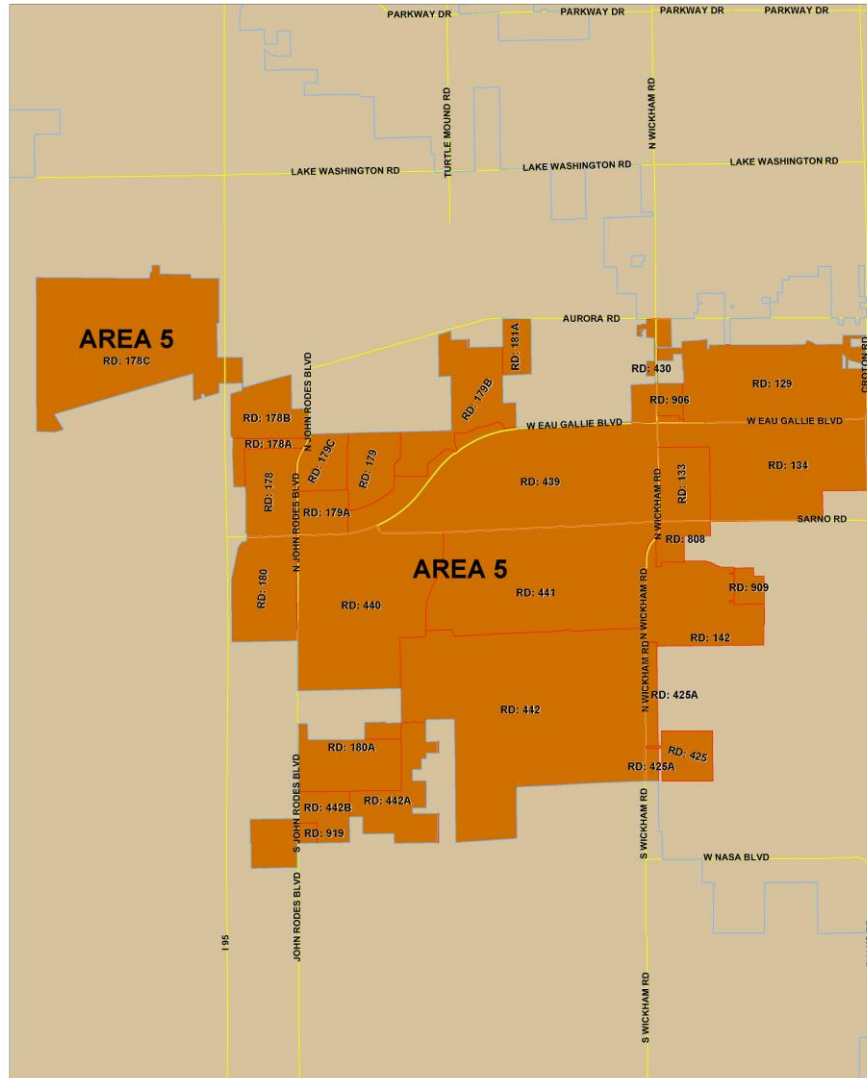 PARKWAY DR
PARKWAY DR
PARKWAY DR
PARKWAY DR
TURTLE MOUND RD
N WICKHAM RD
LAKE WASHINGTON RD
LAKE WASHINGTON RD
LAKE WASHINGTON RD
AURORA RD
AREA 5
RD: 178C
RD: 181A
RD: 430
RD: 129
CROTON RD
N JOHN RODES BLVD
RD: 179B
RD: 906
RD: 178B
W EAU GALLIE BLVD
W EAU GALLIE BLVD
RD: 178A
RD: 179C
RD: 179
RD: 178
RD: 439
RD: 133
RD: 134
N JOHN RODES BLVD
RD: 179A
N WICKHAM RD
SARNO RD
RD: 808
AREA 5
RD: 180
RD: 440
RD: 441
N WICKHAM RD
RD: 909
RD: 142
N WICKHAM RD
RD: 442
RD: 425A
RD: 180A
RD: 425
RD: 425A
RD: 442B
RD: 442A
S JOHN RODES BLVD
RD: 919
S WICKHAM RD
W NASA BLVD
JOHN RODES BLVD
I 95
S WICKHAM RD